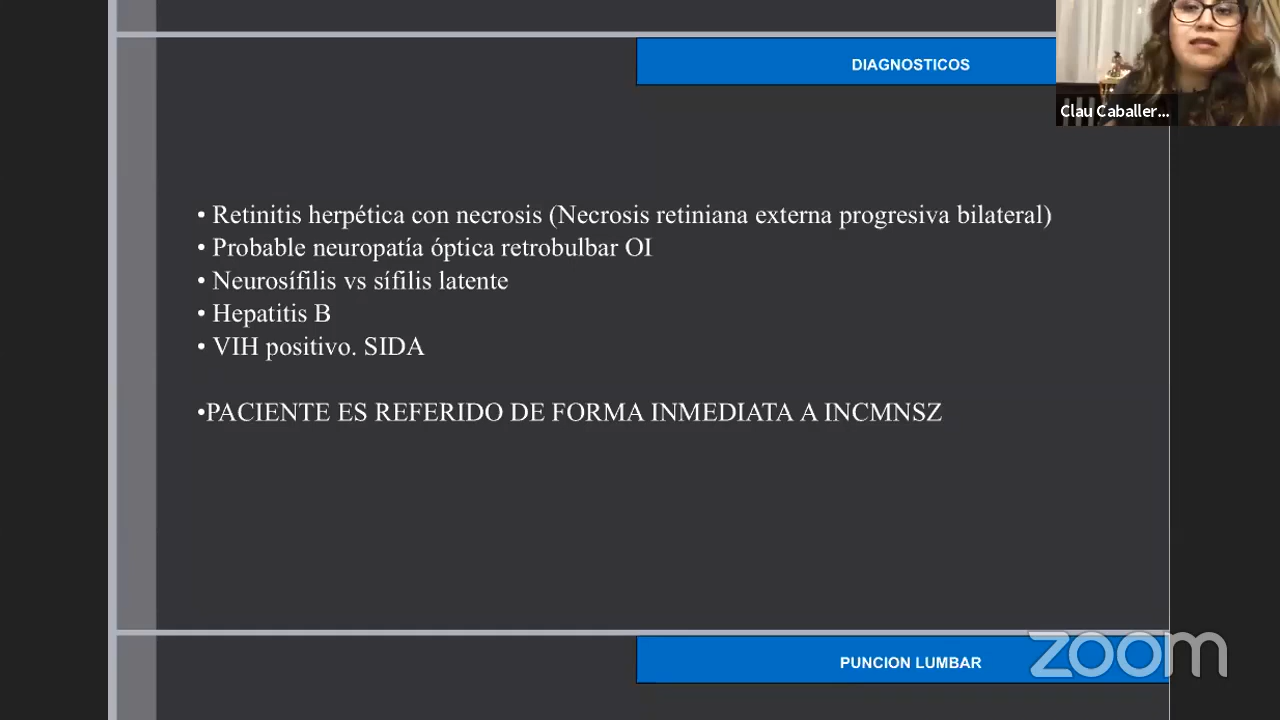 DIAGNOSTICOS
Clau Caballer...
• Retinitis herpética con necrosis (Necrosis retiniana externa progresiva bilateral)
• Probable neuropatía óptica retrobulbar OI
• Neurosífilis vs sífilis latente
• Hepatitis B
• VIH positivo. SIDA
•PACIENTE ES REFERIDO DE FORMA INMEDIATA A INCMNSZ
PUNCION LUMBAR
zoom